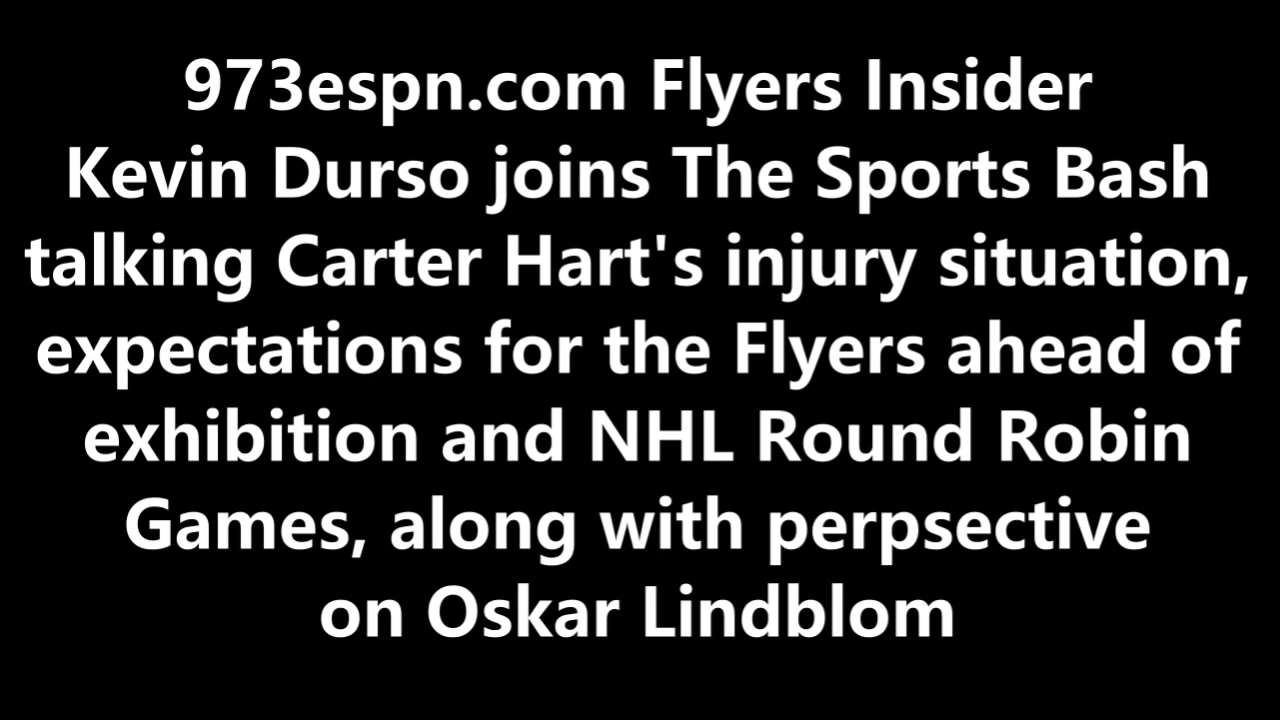 973espn.com Flyers Insider
Kevin Durso joins The Sports Bash
talking Carter Hart's injury situation,
expectations for the Flyers ahead of
exhibition and NHL Round Robin
Games, along with perpsective
on Oskar Lindblom